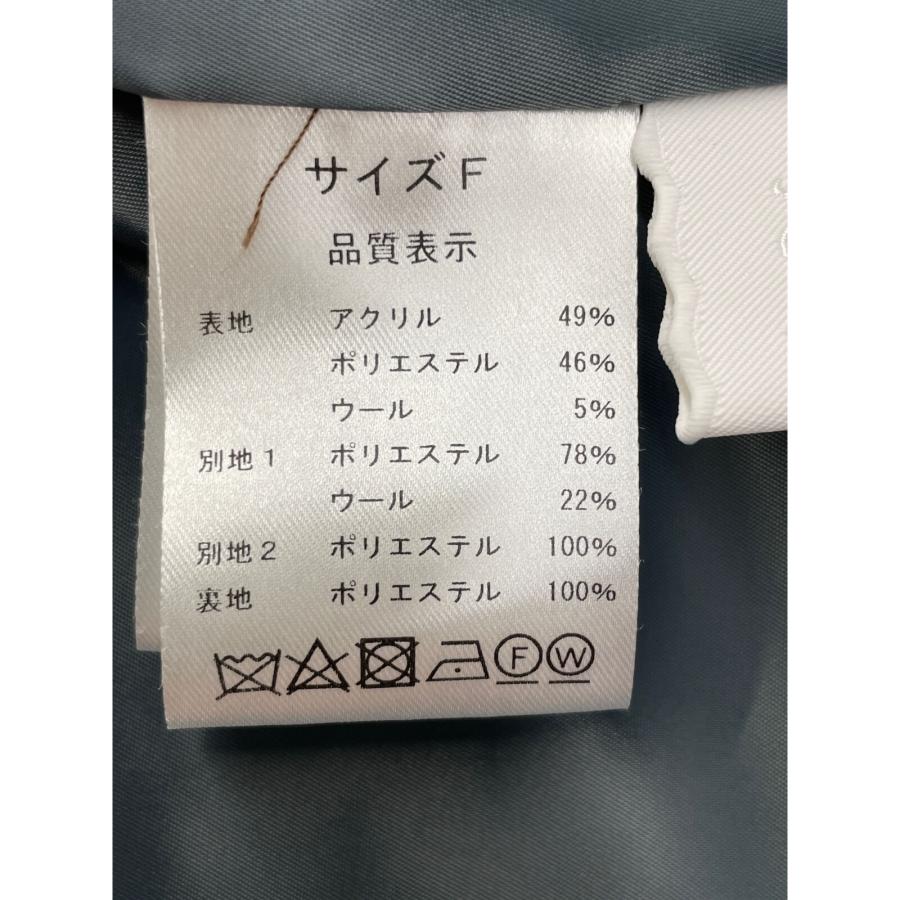 サイズF
品質表示
表地 アクリル 49%
ポリエステル 46%
ウール 5%
別地1 ポリエステル 78%
ウール 22%
別地2 ポリエステル 100%
裏地 ポリエステル 100%
F W